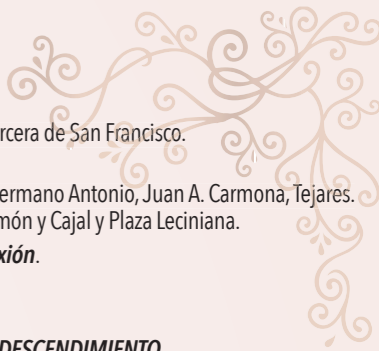 rcera de San Francisco.
ermano Antonio, Juan A. Carmona, Tejares.
món y Cajal y Plaza Leciniana.
xión.
DESCENDIMIENTO